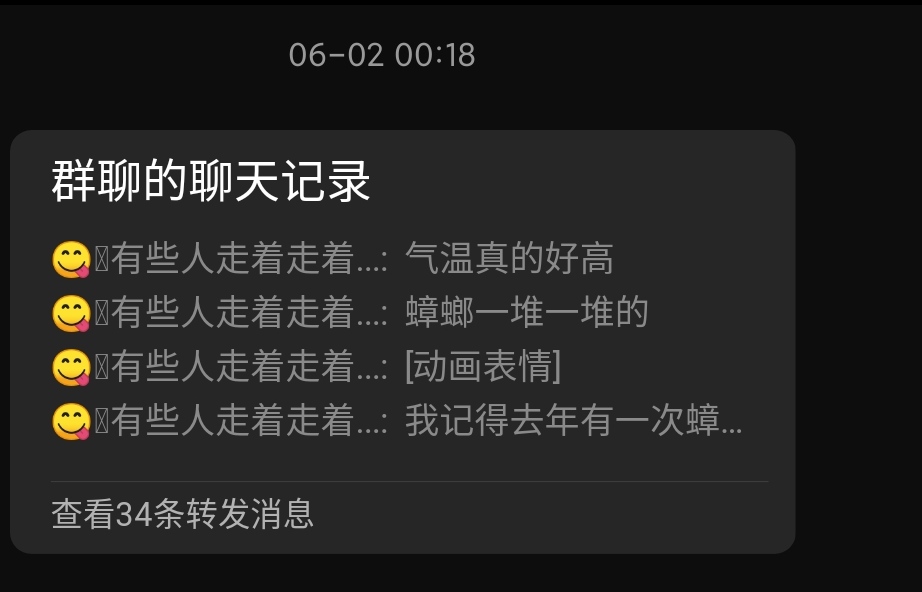 06-02 00:18
群聊的聊天记录
😋有些人走着走着...: 气温真的好高
😋有些人走着走着...: 蟑螂一堆一堆的
😋有些人走着走着...: [动画表情]
😋有些人走着走着...: 我记得去年有一次蟑...
查看34条转发消息